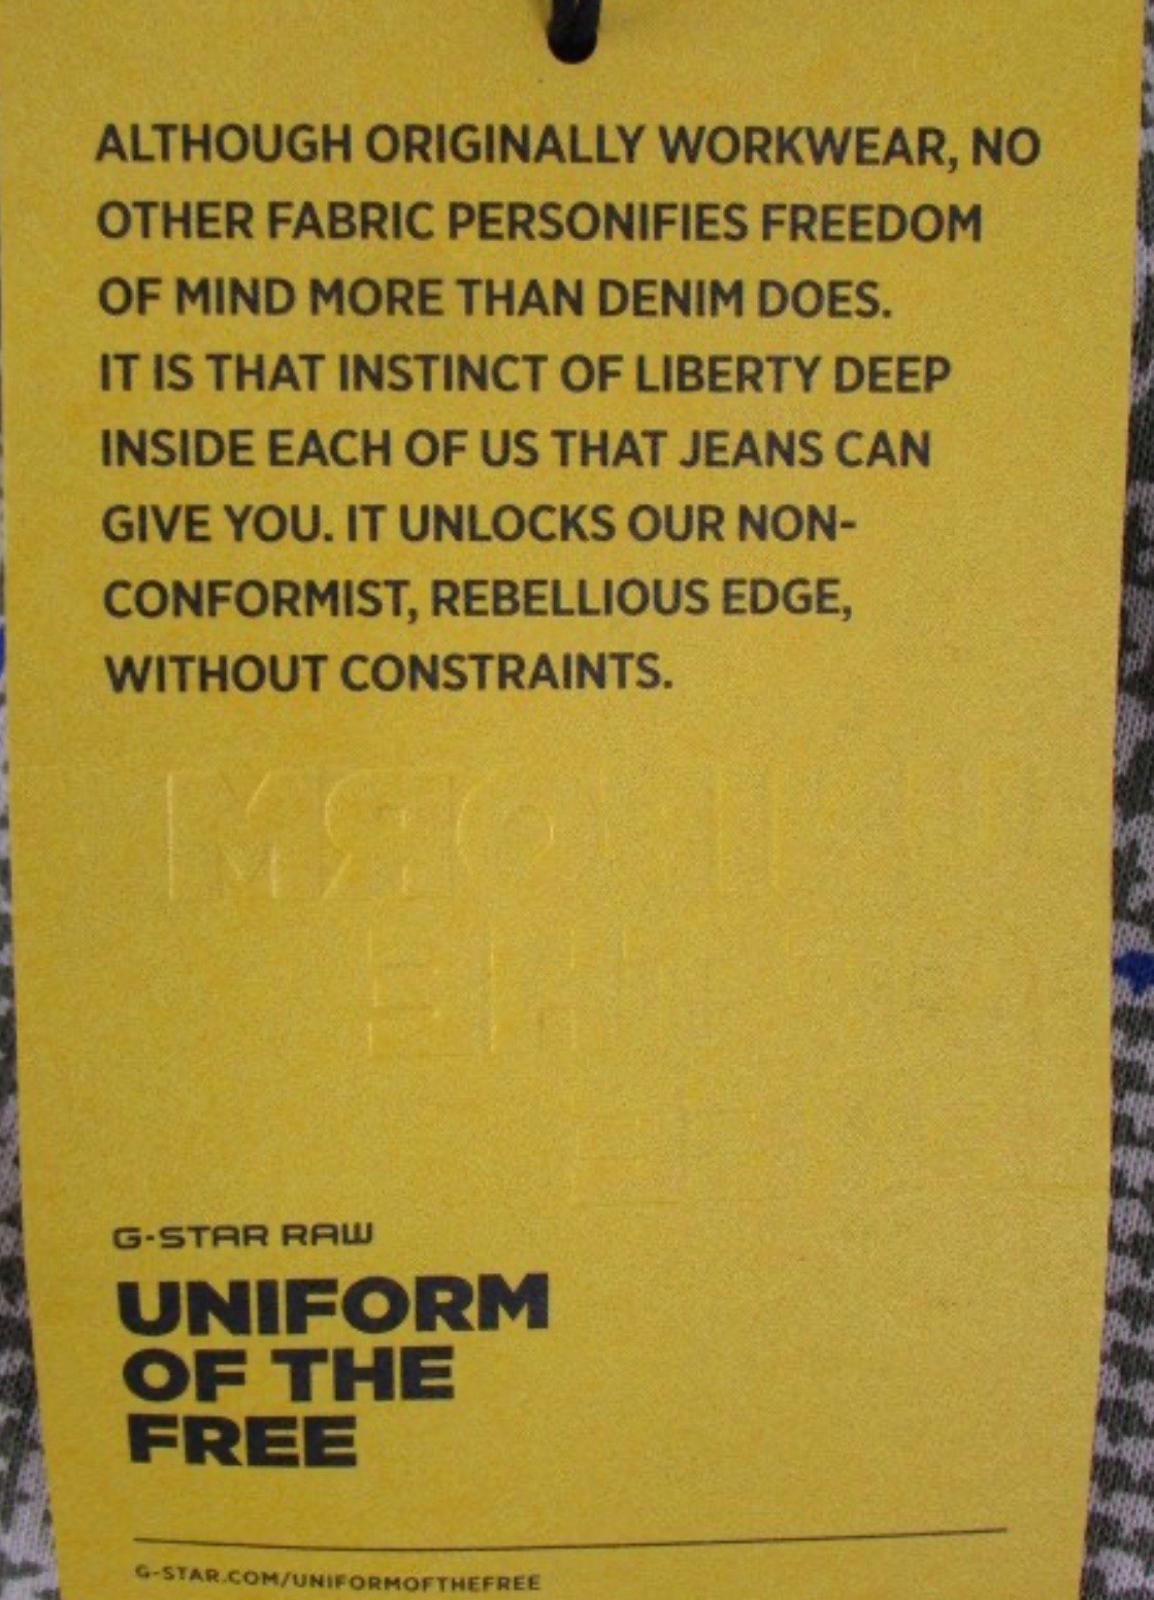 ALTHOUGH ORIGINALLY WORKWEAR, NO
OTHER FABRIC PERSONIFIES FREEDOM
OF MIND MORE THAN DENIM DOES.
IT IS THAT INSTINCT OF LIBERTY DEEP
INSIDE EACH OF US THAT JEANS CAN
GIVE YOU. IT UNLOCKS OUR NON-
CONFORMIST, REBELLIOUS EDGE,
WITHOUT CONSTRAINTS.
G-STAR RAW
UNIFORM
OF THE
FREE
G-STAR.COM/UNIFORMOFTHEFREE